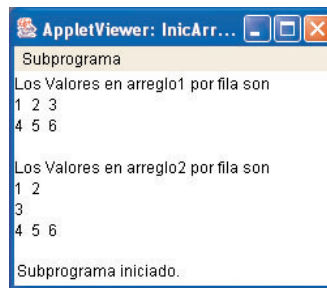 AppletViewer: InicArr...
Subprograma
Los Valores en arreglo1 por fila son
1 2 3
4 5 6
Los Valores en arreglo2 por fila son
1 2
3
4 5 6
Subprograma iniciado.